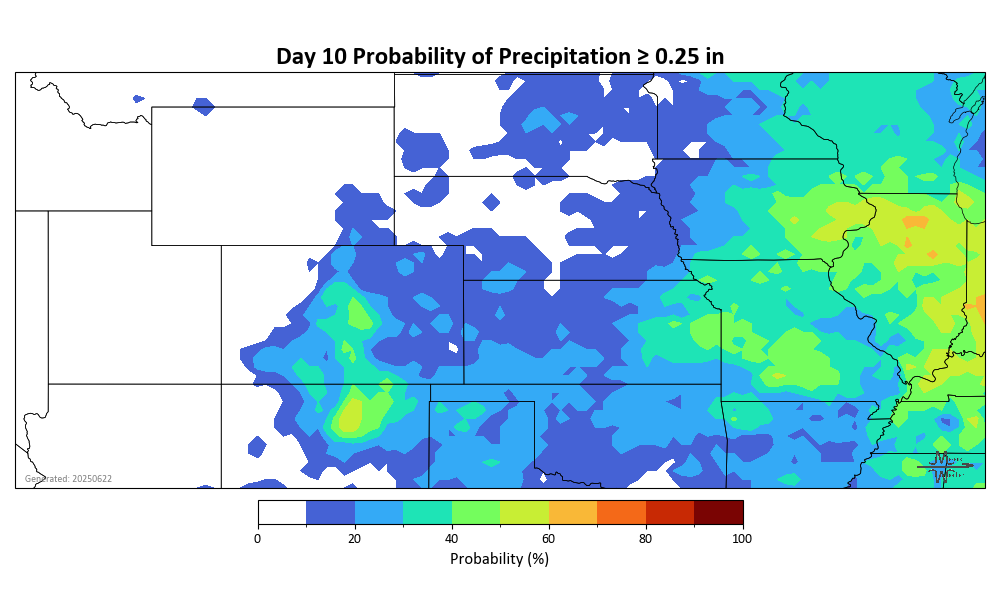 Day 10 Probability of Precipitation ≥ 0.25 in
Generated: 20250622
0 20 40 60 80 100
Probability (%)